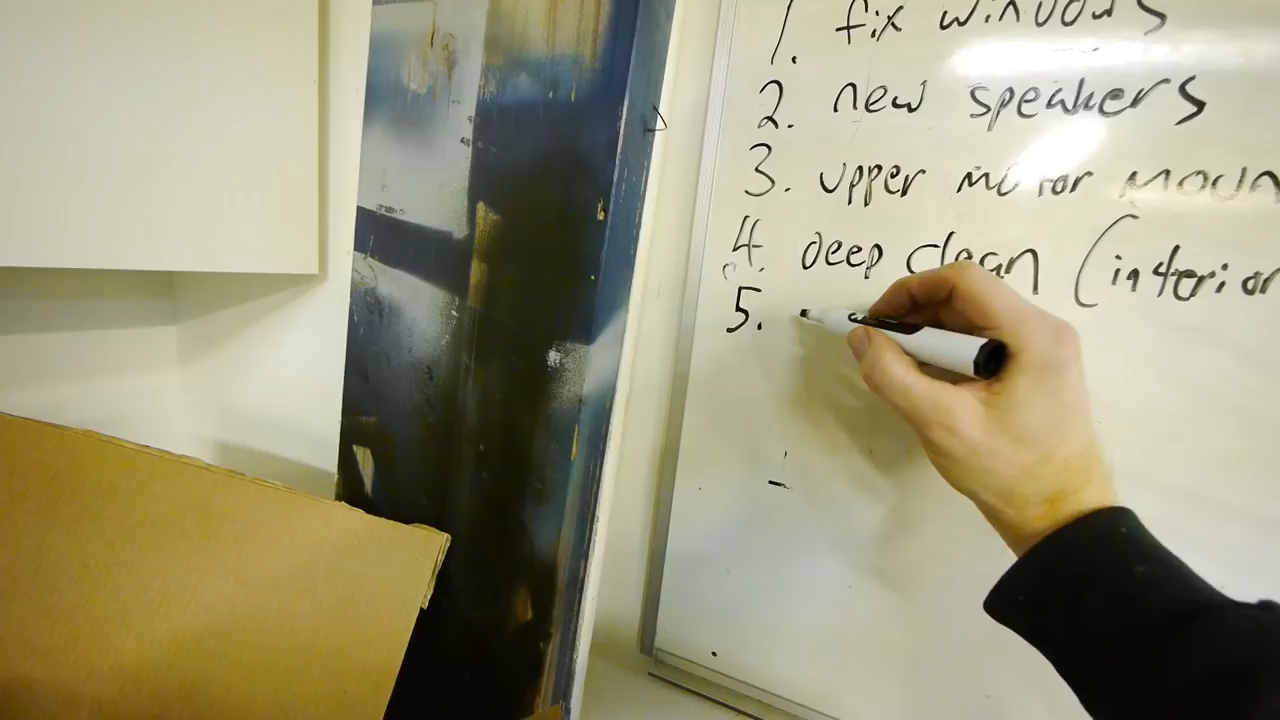 1. fix windows
2. new speakers
3. upper motor moun
4. deep clean (interior
5.